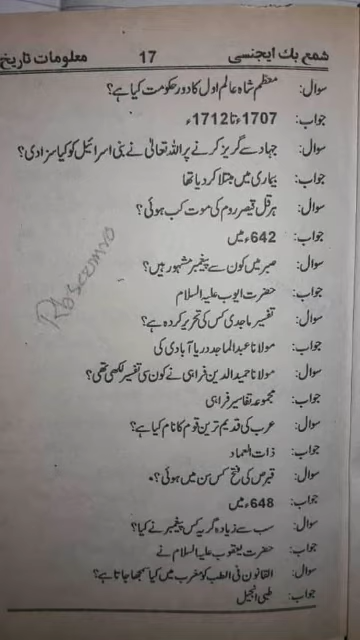 شمع بک ایجنسی 17 معلومات تاریخ
سوال: معظم شاہ عالم اول کا دور حکومت کیا ہے؟
جواب: 1707ء تا 1712ء
سوال: جہاد سے گریز کرنے پر اللہ تعالیٰ نے بنی اسرائیل کو کیا سزا دی؟
جواب: بیماری میں مبتلا کر دیا تھا
سوال: ہرقل قیصر روم کی موت کب ہوئی؟
جواب: 642ء میں
سوال: صبر میں کون سے پیغمبر مشہور ہیں؟
جواب: حضرت ایوب علیہ السلام
سوال: تفسیر ماجدی کس کی تحریر کردہ ہے؟
جواب: مولانا عبدالماجد دریا آبادی کی
سوال: مولانا حمید الدین فراہی نے کون سی تفسیر لکھی تھی؟
جواب: مجموعہ تفاسیر فراہی
سوال: عرب کی قدیم ترین قوم کا نام کیا ہے؟
جواب: ذات العماد
سوال: قبرص کی فتح کس سن میں ہوئی؟
جواب: 648ء میں
سوال: سب سے زیادہ گریہ کس پیغمبر نے کیا؟
جواب: حضرت یعقوب علیہ السلام نے
سوال: القانون فی الطب کو مغرب میں کیا سمجھا جاتا ہے؟
جواب: طبی انجیل